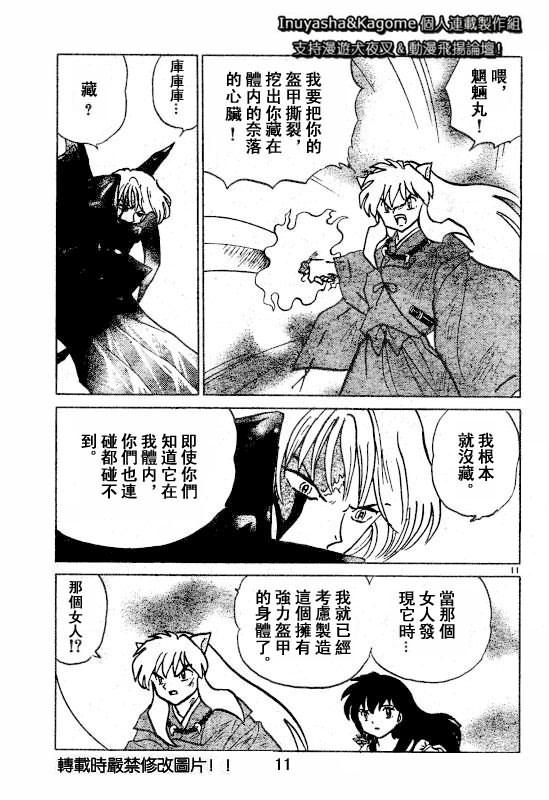 Inuyasha&Kagome 個人連載製作組
支持漫遊犬夜叉 & 動漫飛揚論壇!
喂,
魍魎丸!
我要把你的
盔甲撕裂,
挖出你藏在
體內的奈落
的心臟!
庫庫庫
…
藏?
我根本
就沒藏。
即使你們
知道它在
我體內,
你們也連
碰都碰不
到。
11
當那個
女人發
現它時…
我就已經
考慮製造
這個擁有
強力盔甲
的身體了。
那個女人!?
轉載時嚴禁修改圖片!!
11